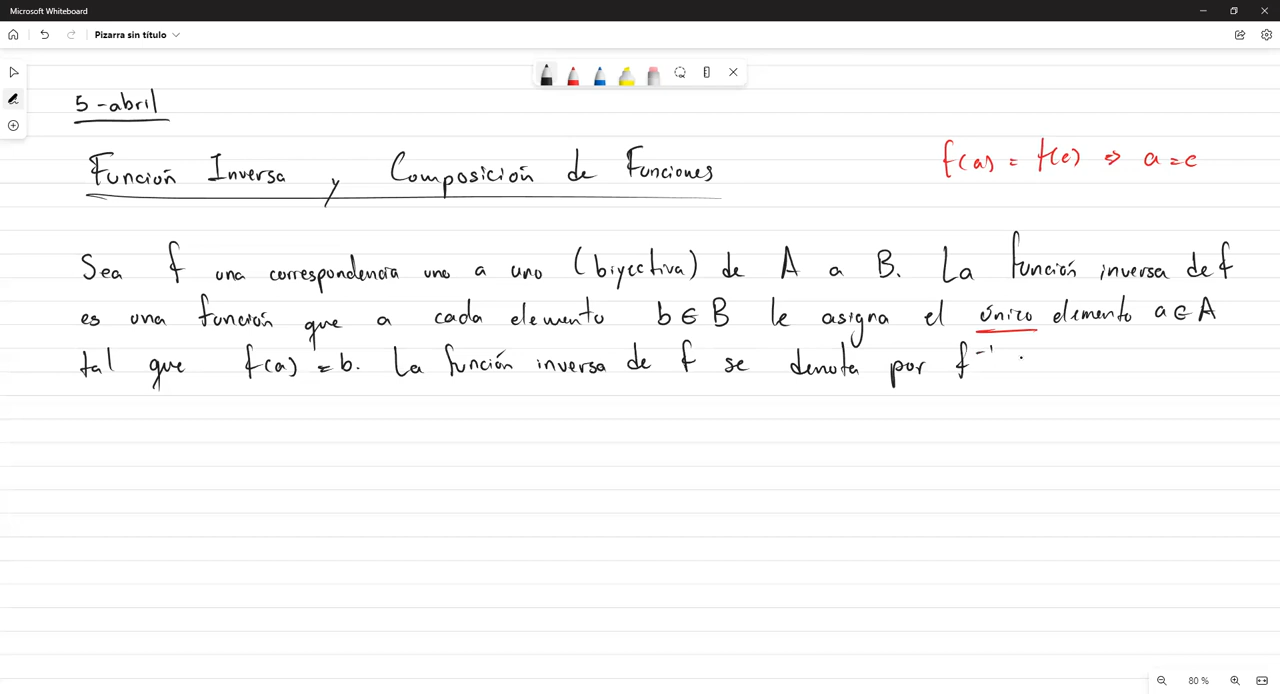 Microsoft Whiteboard
Pizarra sin título
5-abril
Función Inversa y Composición de Funciones
f(a) = f(c) ⇒ a = c
Sea f una correspondencia uno a uno (biyectiva) de A a B. La función inversa de f
es una función que a cada elemento b ∈ B le asigna el único elemento a ∈ A
tal que f(a) = b. La función inversa de f se denota por f⁻¹.
80 %